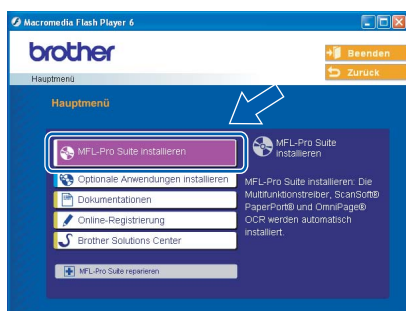 Macromedia Flash Player 6
brother
Beenden
Zurück
Hauptmenü
Hauptmenü
MFL-Pro Suite installieren
Optionale Anwendungen installieren
Dokumentationen
Online-Registrierung
Brother Solutions Center
MFL-Pro Suite reparieren
MFL-Pro Suite
installieren
MFL-Pro Suite installieren: Die
Multifunktionstreiber, ScanSoft®
PaperPort® und OmniPage®
OCR werden automatisch
installiert.